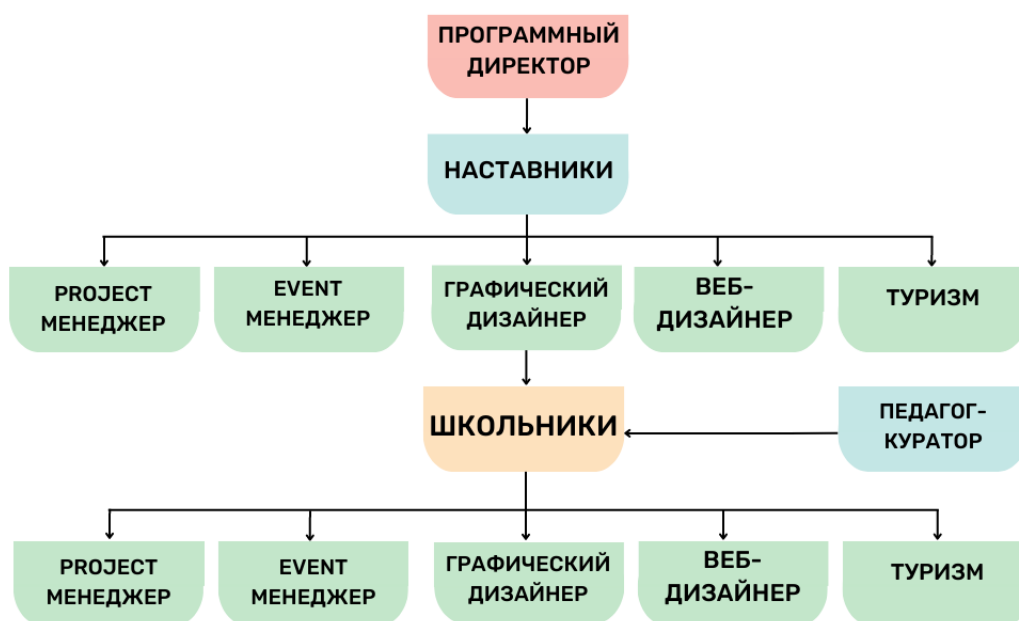 ПРОГРАММНЫЙ
ДИРЕКТОР
НАСТАВНИКИ
PROJECT
МЕНЕДЖЕР
EVENT
МЕНЕДЖЕР
ГРАФИЧЕСКИЙ
ДИЗАЙНЕР
ВЕБ-
ДИЗАЙНЕР
ТУРИЗМ
ШКОЛЬНИКИ
ПЕДАГОГ-
КУРАТОР
PROJECT
МЕНЕДЖЕР
EVENT
МЕНЕДЖЕР
ГРАФИЧЕСКИЙ
ДИЗАЙНЕР
ВЕБ-
ДИЗАЙНЕР
ТУРИЗМ